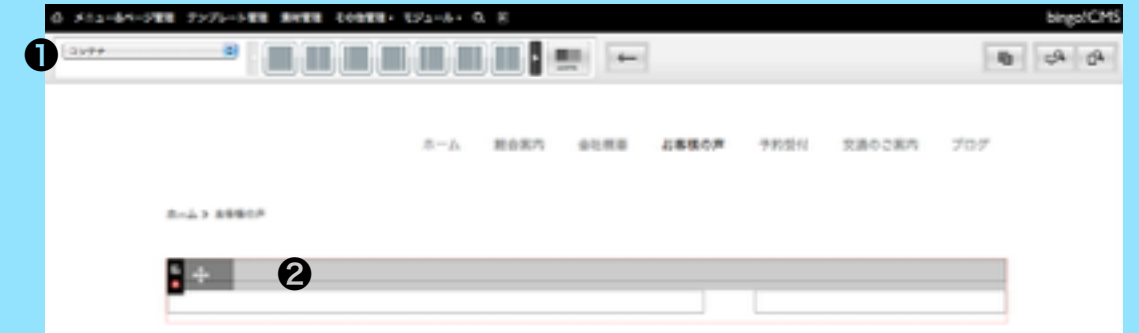 メニュー&ページ管理 テンプレート管理 素材管理 その他管理 モジュール bingo!CMS
❶ コンテナ
ホーム 総合案内 会社概要 お客様の声 予約受付 交通のご案内 ブログ
ホーム > お客様の声
❷